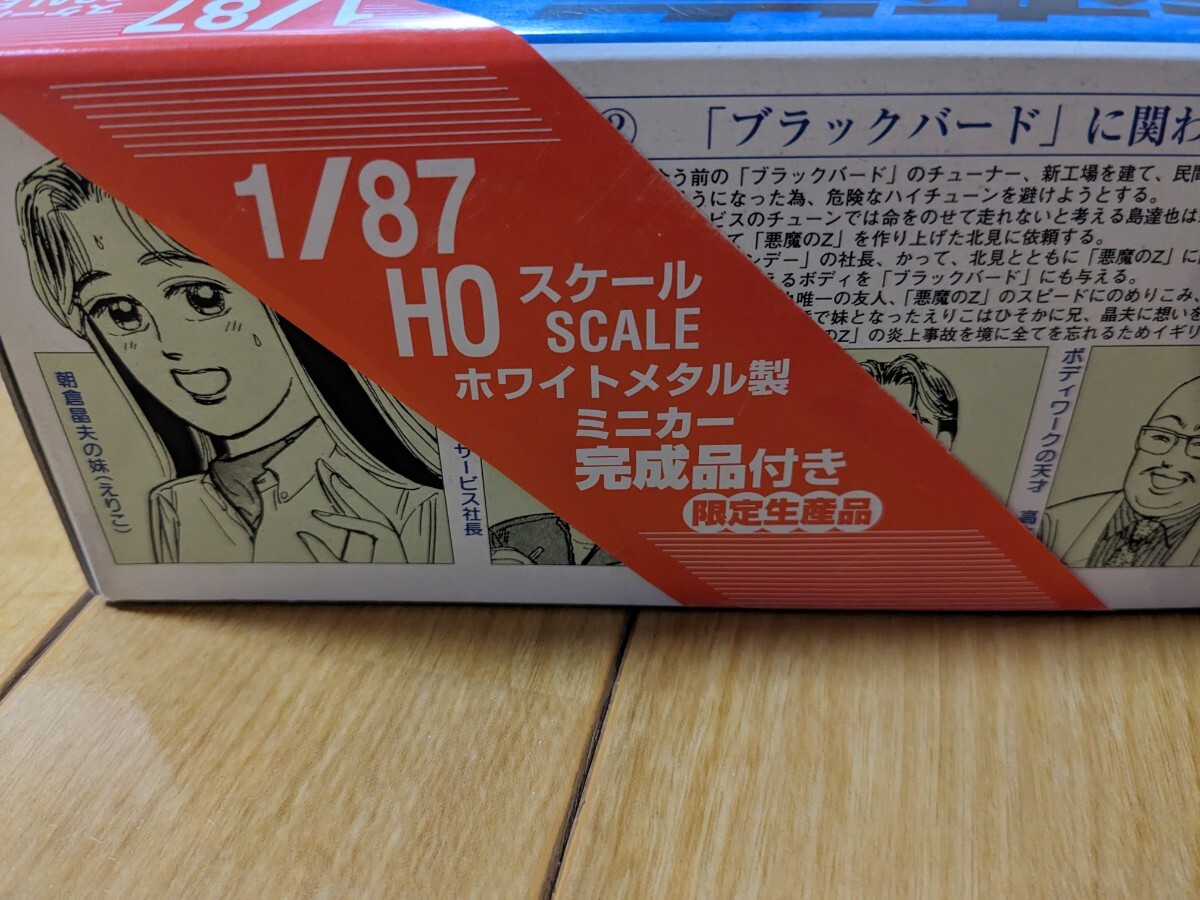 1/87
1/87
HO スケール
SCALE
ホワイトメタル製
ミニカー
完成品付き
限定生産品
② 「ブラックバード」に関わ
う前の「ブラックバード」のチューナー、新工場を建て、民間
うになった為、危険なハイチューンを避けようとする。
ビスのチューンでは命をのせて走れないと考える島達也は
て「悪魔のZ」を作り上げた北見に依頼する。
ンデー」の社長、かって、北見とともに「悪魔のZ」に
えるボディを「ブラックバード」にも与える。
唯一の友人、「悪魔のZ」のスピードにのめりこみ、
で妹となったえりこはひそかに兄、晶夫に想いを
のZ」の炎上事故を境に全てを忘れるためイギリ
朝倉晶夫の妹(えりこ)
サービス社長
ボディワークの天才 高